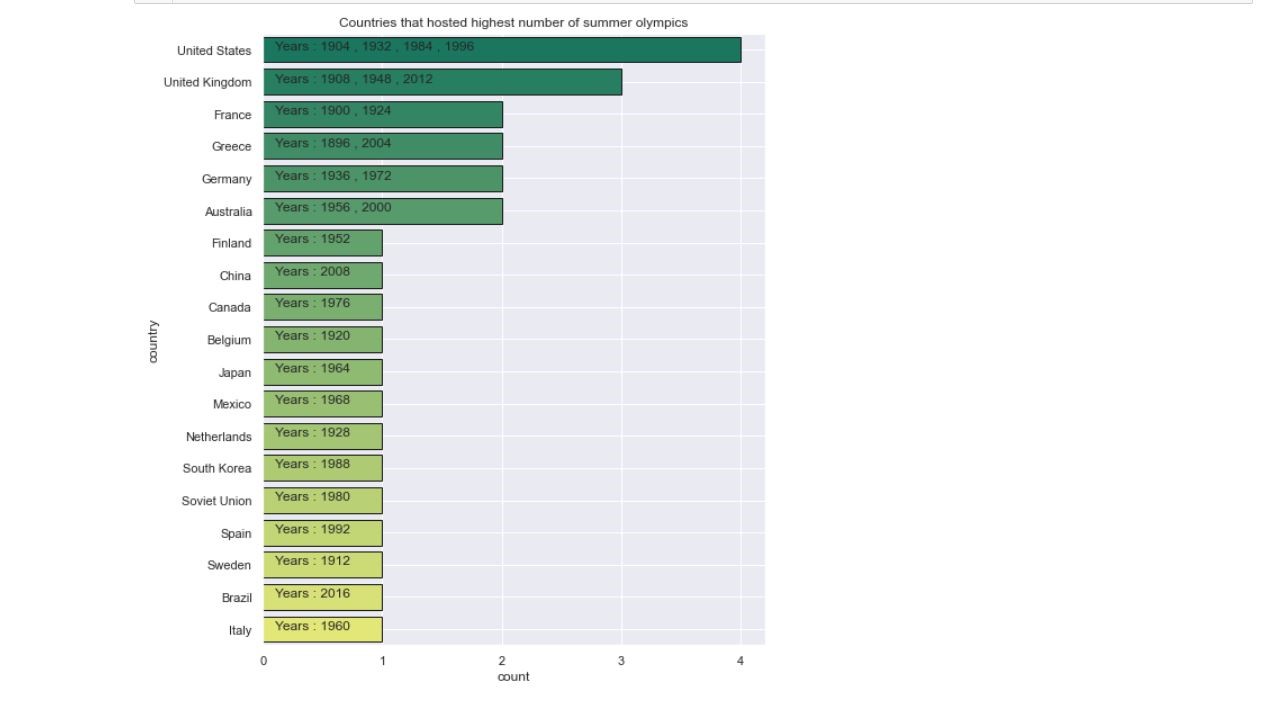 Countries that hosted highest number of summer olympics
United States
Years : 1904 , 1932 , 1984 , 1996
United Kingdom
Years : 1908 , 1948 , 2012
France
Years : 1900 , 1924
Greece
Years : 1896 , 2004
Germany
Years : 1936 , 1972
Australia
Years : 1956 , 2000
Finland
Years : 1952
China
Years : 2008
Canada
Years : 1976
Belgium
Years : 1920
Japan
Years : 1964
Mexico
Years : 1968
Netherlands
Years : 1928
South Korea
Years : 1988
Soviet Union
Years : 1980
Spain
Years : 1992
Sweden
Years : 1912
Brazil
Years : 2016
Italy
Years : 1960
country
0 1 2 3 4
count